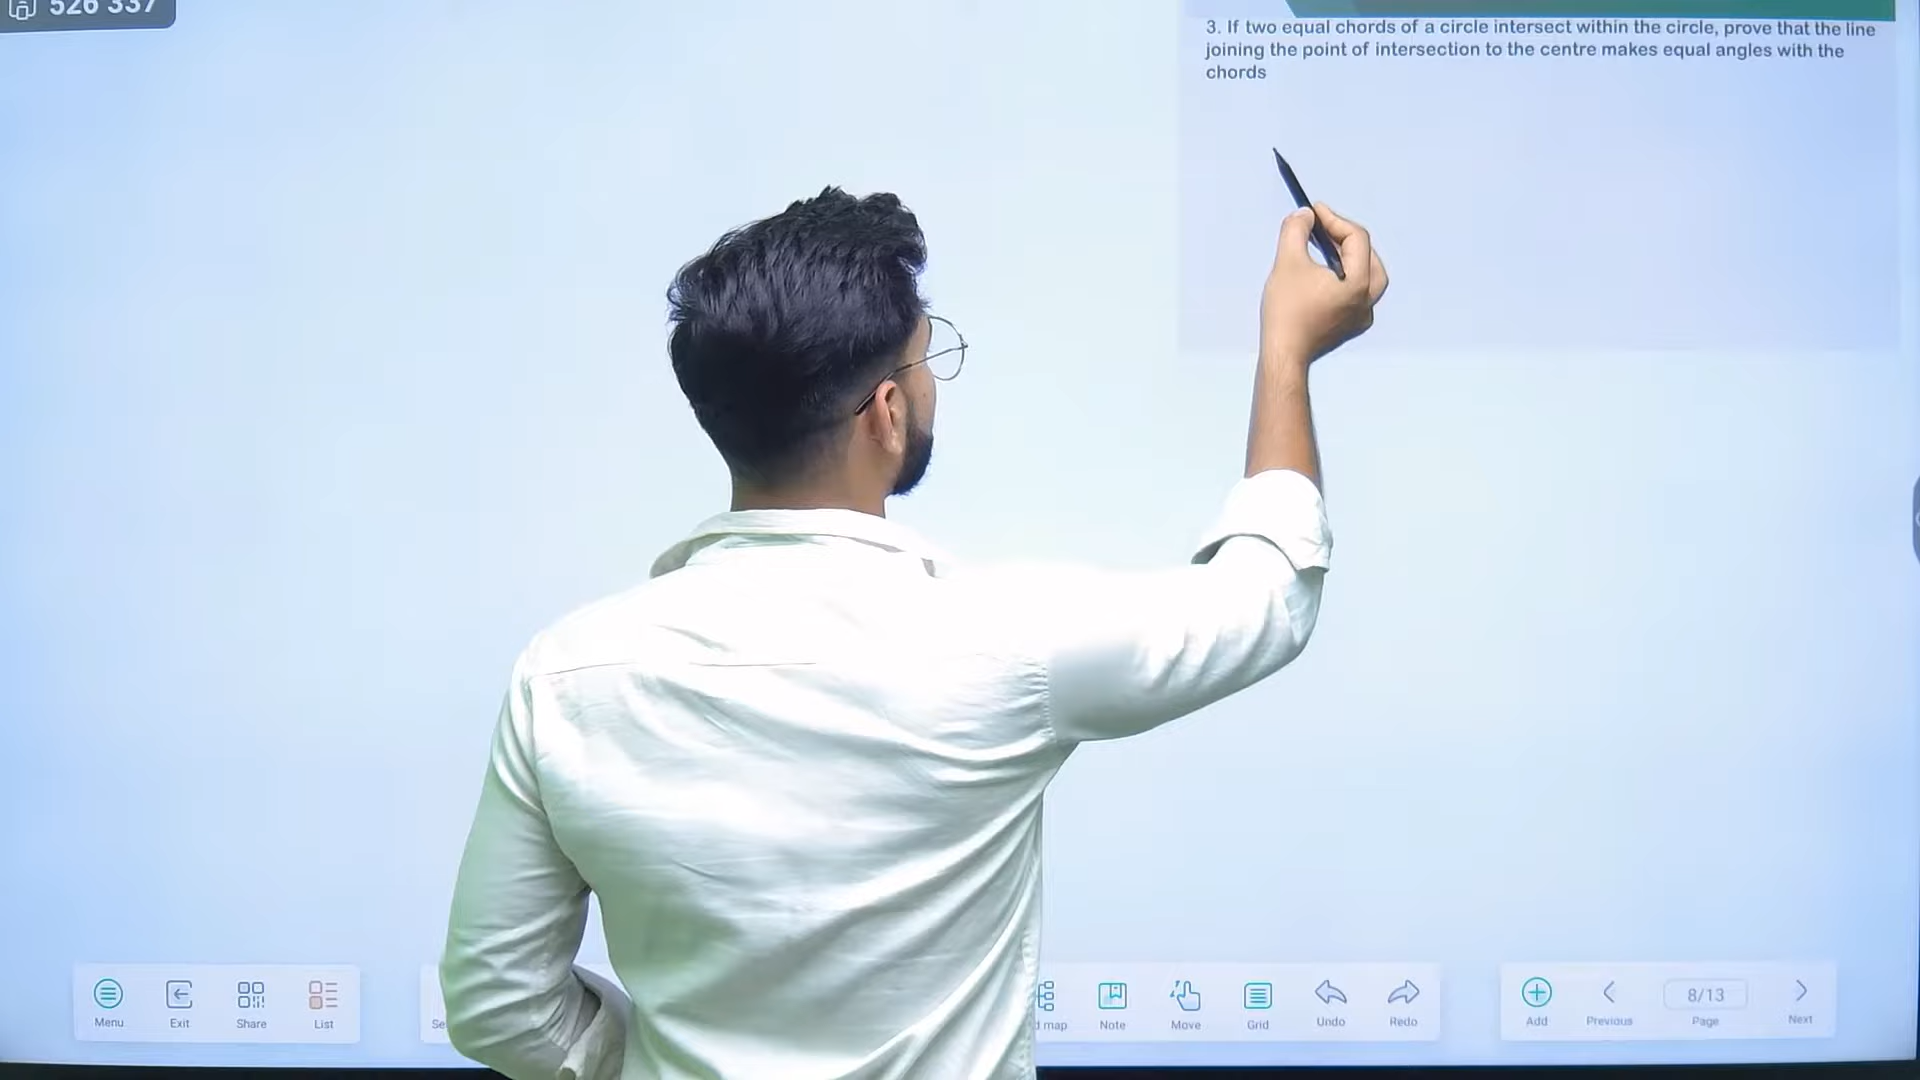 526 337
3. If two equal chords of a circle intersect within the circle, prove that the line
joining the point of intersection to the centre makes equal angles with the
chords
Menu
Exit
Share
List
Se
d map
Note
Move
Grid
Undo
Redo
Add
Previous
8/13
Page
Next